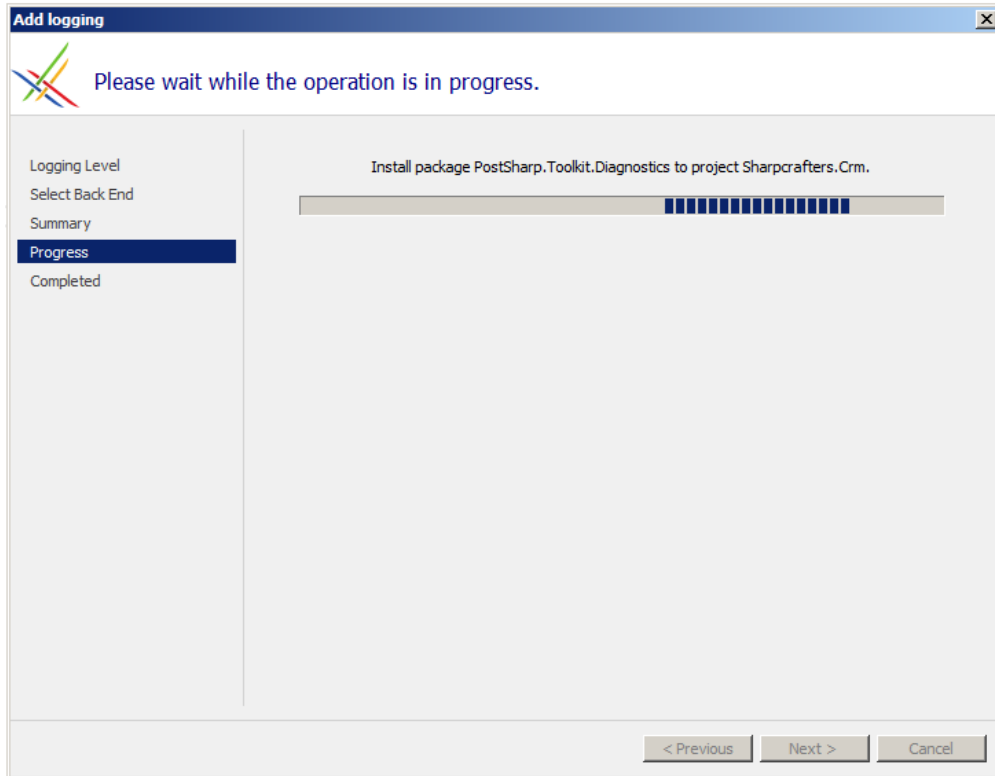 Add logging
Please wait while the operation is in progress.
Logging Level
Select Back End
Summary
Progress
Completed
Install package PostSharp.Toolkit.Diagnostics to project Sharpcrafters.Crm.
< Previous
Next >
Cancel